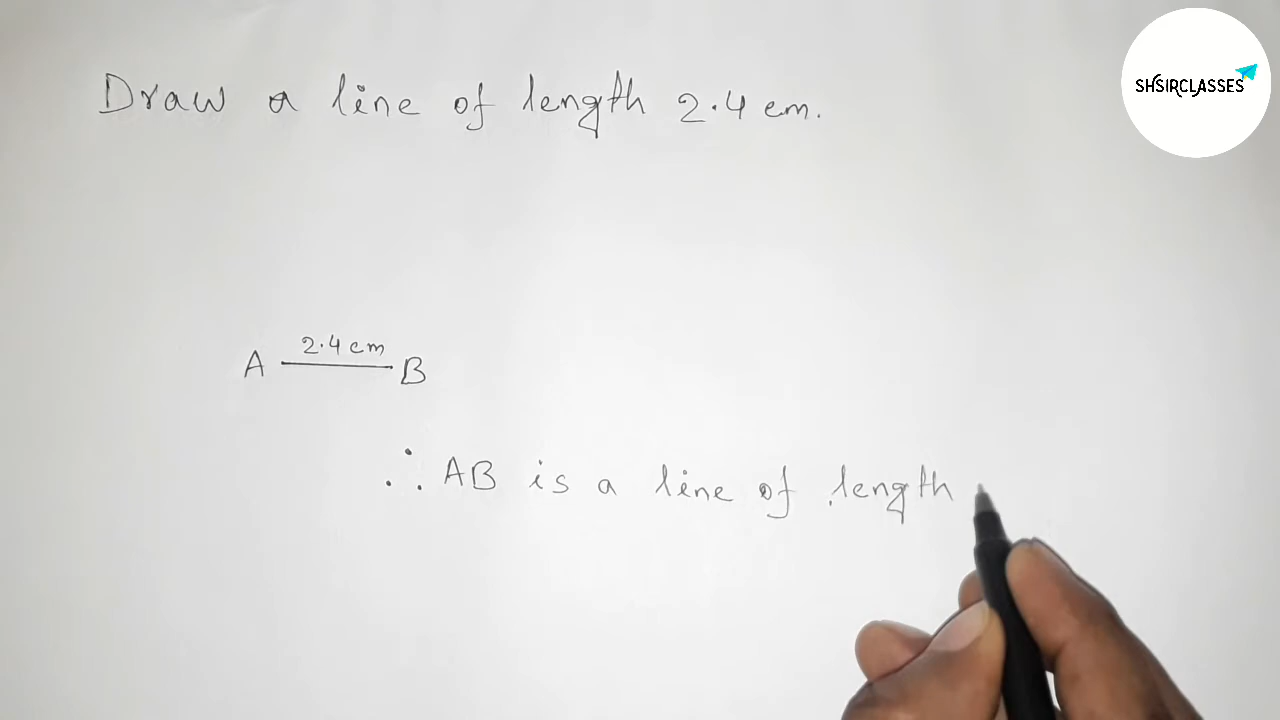 SHSIRCLASSES
Draw a line of length 2.4 cm.
2.4 cm
A B
∴ AB is a line of length